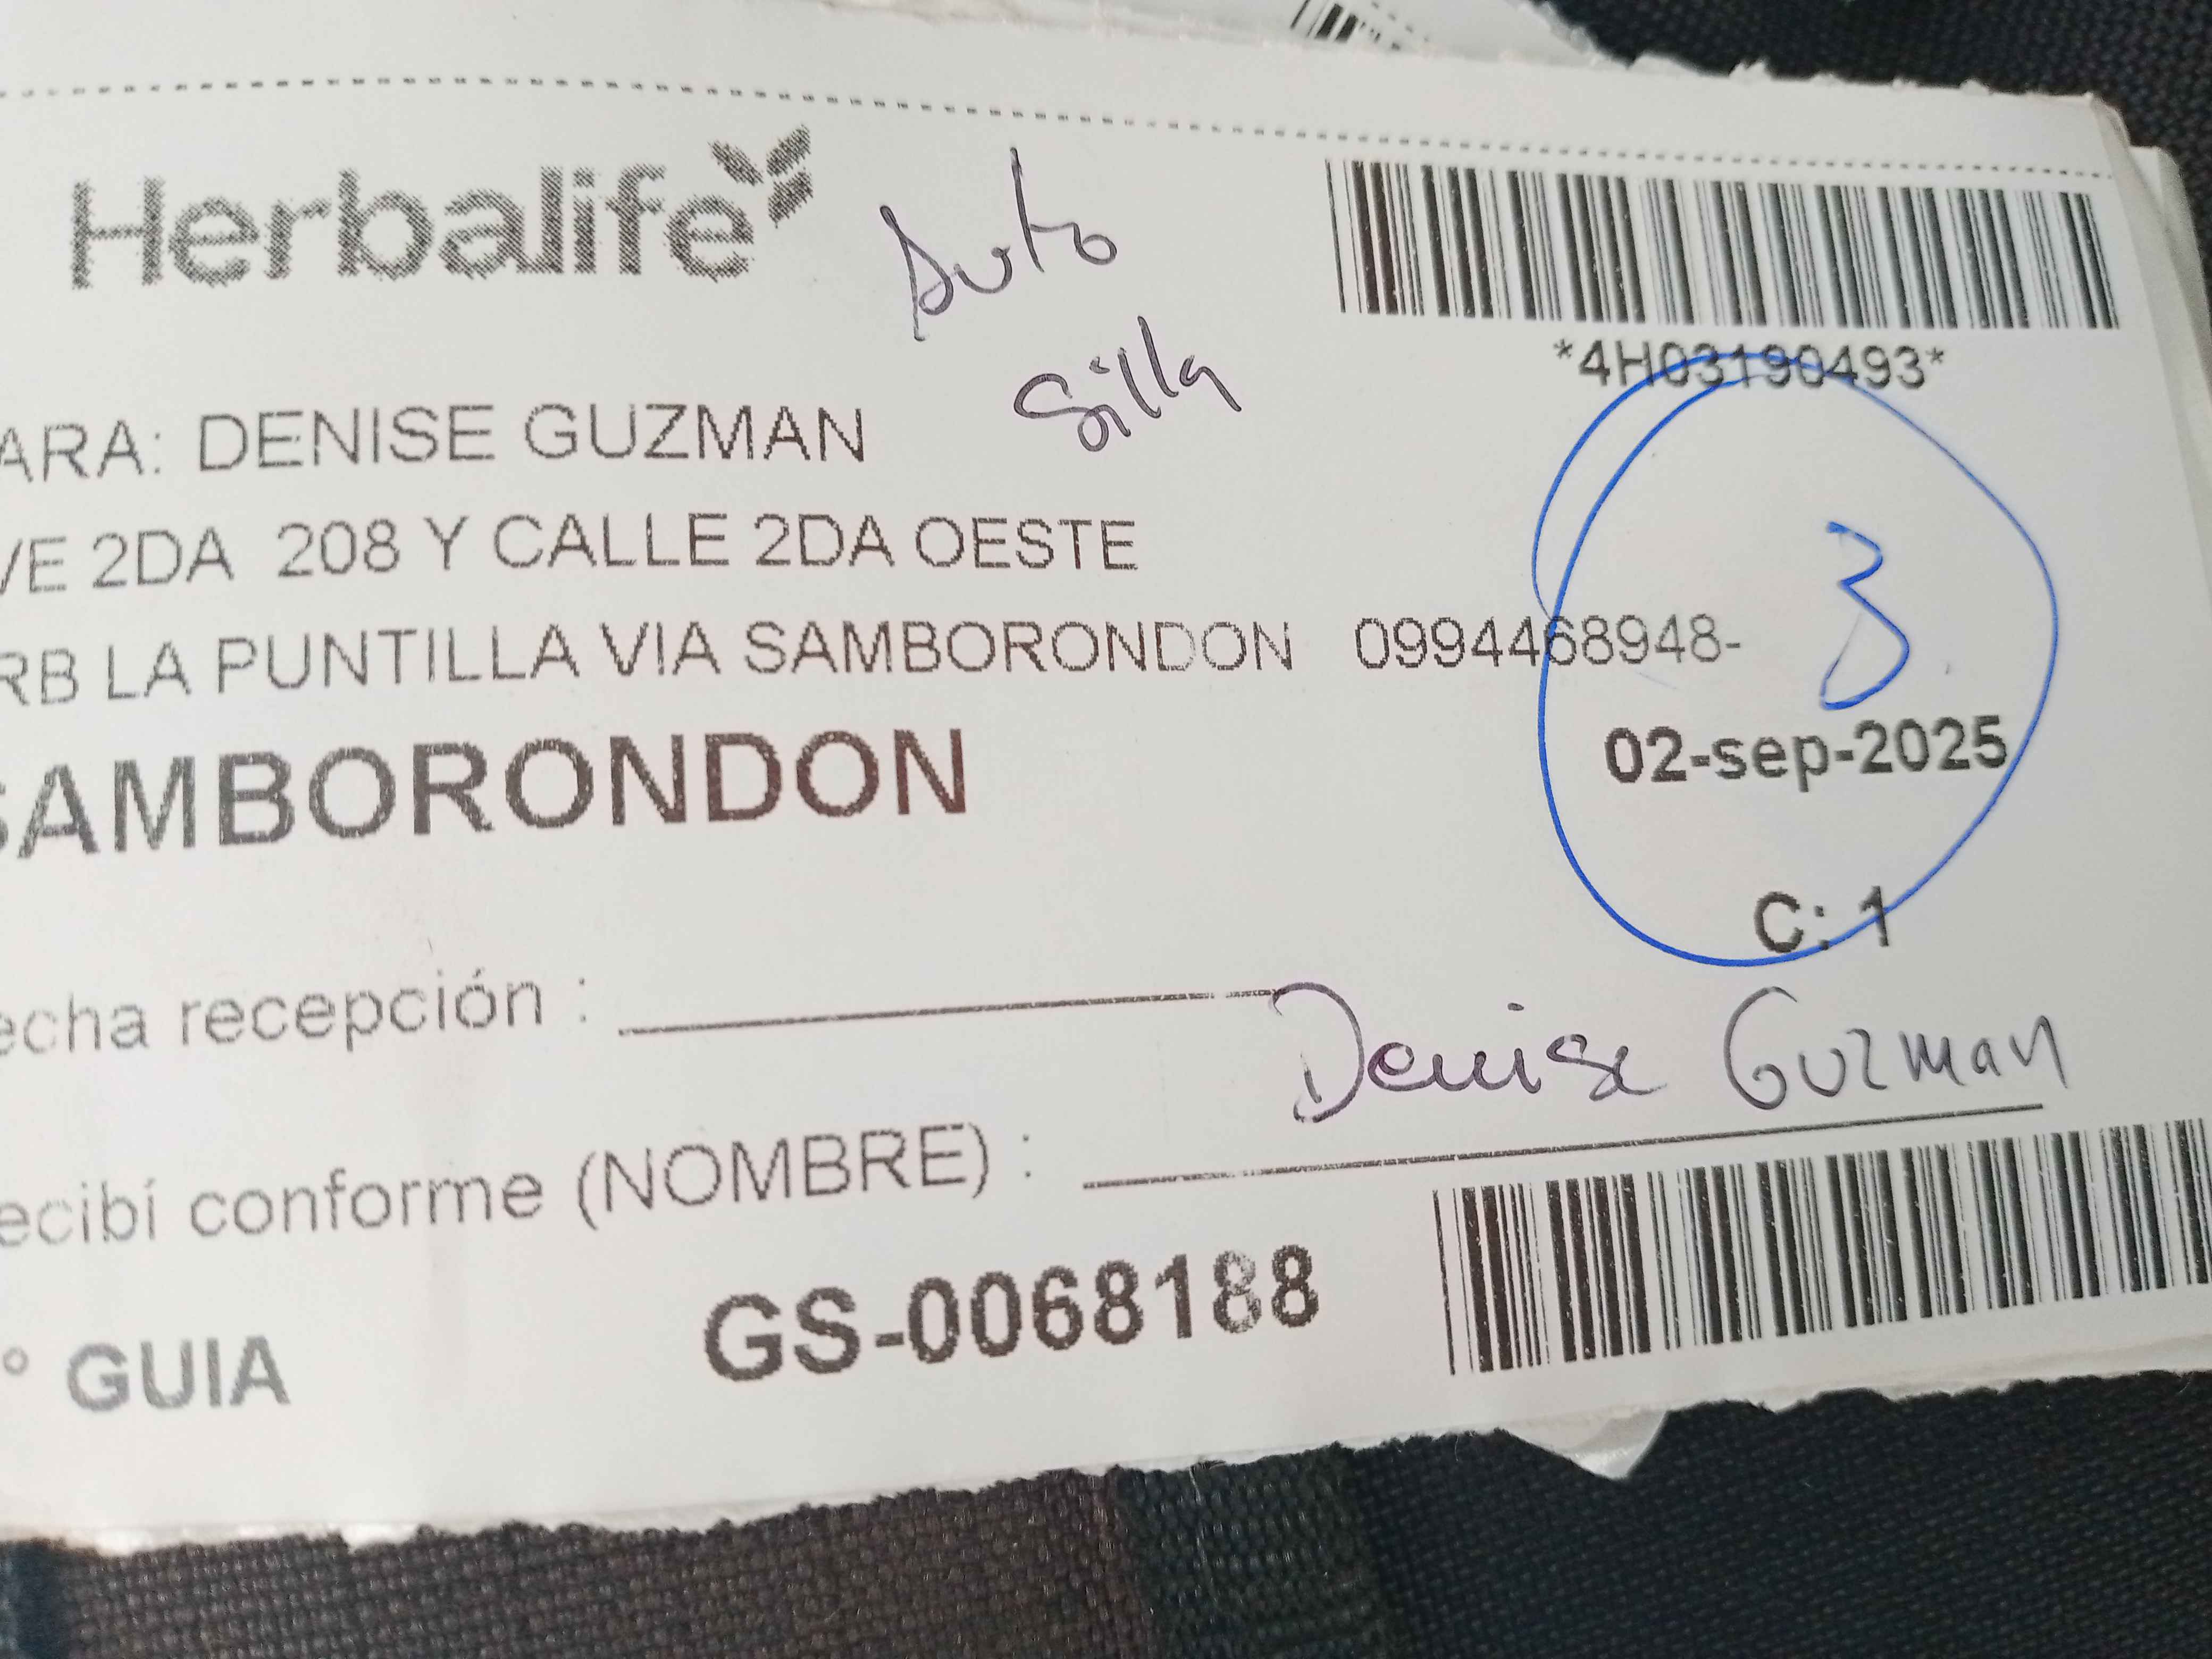 Herbalife
Auto
Silla
*4H03190493*
ARA: DENISE GUZMAN
VE 2DA 208 Y CALLE 2DA OESTE
RB LA PUNTILLA VIA SAMBORONDON 0994468948-
3
SAMBORONDON
02-sep-2025
C: 1
echa recepción :
Denise Guzman
ecibí conforme (NOMBRE) :
° GUIA GS-0068188